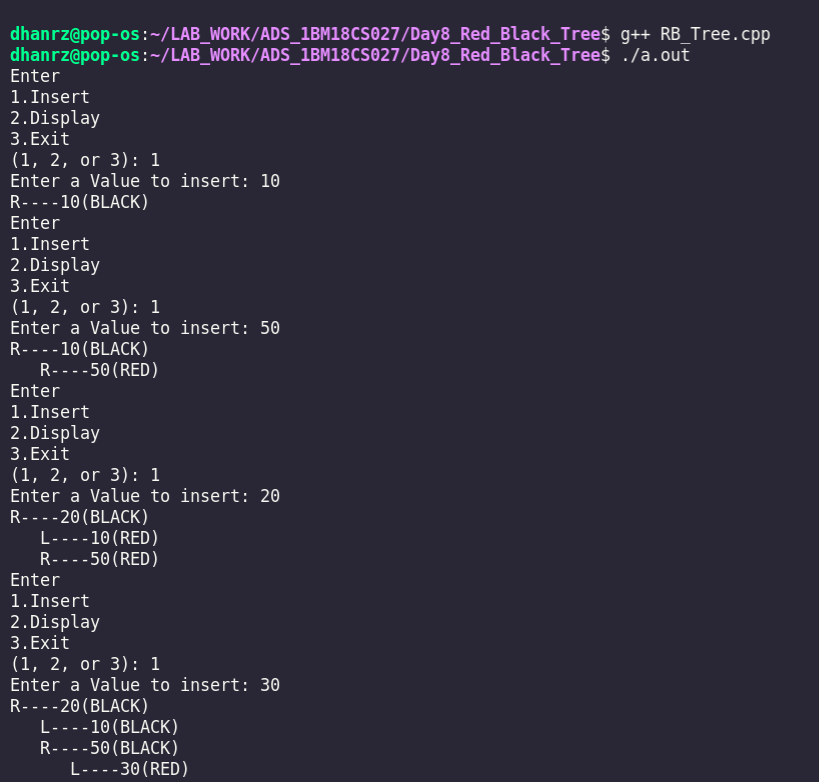 dhanrz@pop-os:~/LAB_WORK/ADS_1BM18CS027/Day8_Red_Black_Tree$ g++ RB_Tree.cpp
dhanrz@pop-os:~/LAB_WORK/ADS_1BM18CS027/Day8_Red_Black_Tree$ ./a.out
Enter
1.Insert
2.Display
3.Exit
(1, 2, or 3): 1
Enter a Value to insert: 10
R----10(BLACK)
Enter
1.Insert
2.Display
3.Exit
(1, 2, or 3): 1
Enter a Value to insert: 50
R----10(BLACK)
   R----50(RED)
Enter
1.Insert
2.Display
3.Exit
(1, 2, or 3): 1
Enter a Value to insert: 20
R----20(BLACK)
   L----10(RED)
   R----50(RED)
Enter
1.Insert
2.Display
3.Exit
(1, 2, or 3): 1
Enter a Value to insert: 30
R----20(BLACK)
   L----10(BLACK)
   R----50(BLACK)
      L----30(RED)